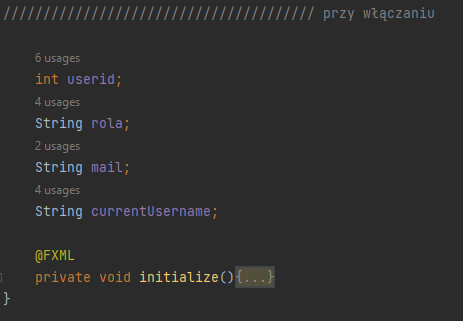 /////////////////////////////////////// przy włączaniu
6 usages
int userid;
4 usages
String rola;
2 usages
String mail;
4 usages
String currentUsername;
@FXML
private void initialize(){...}
}